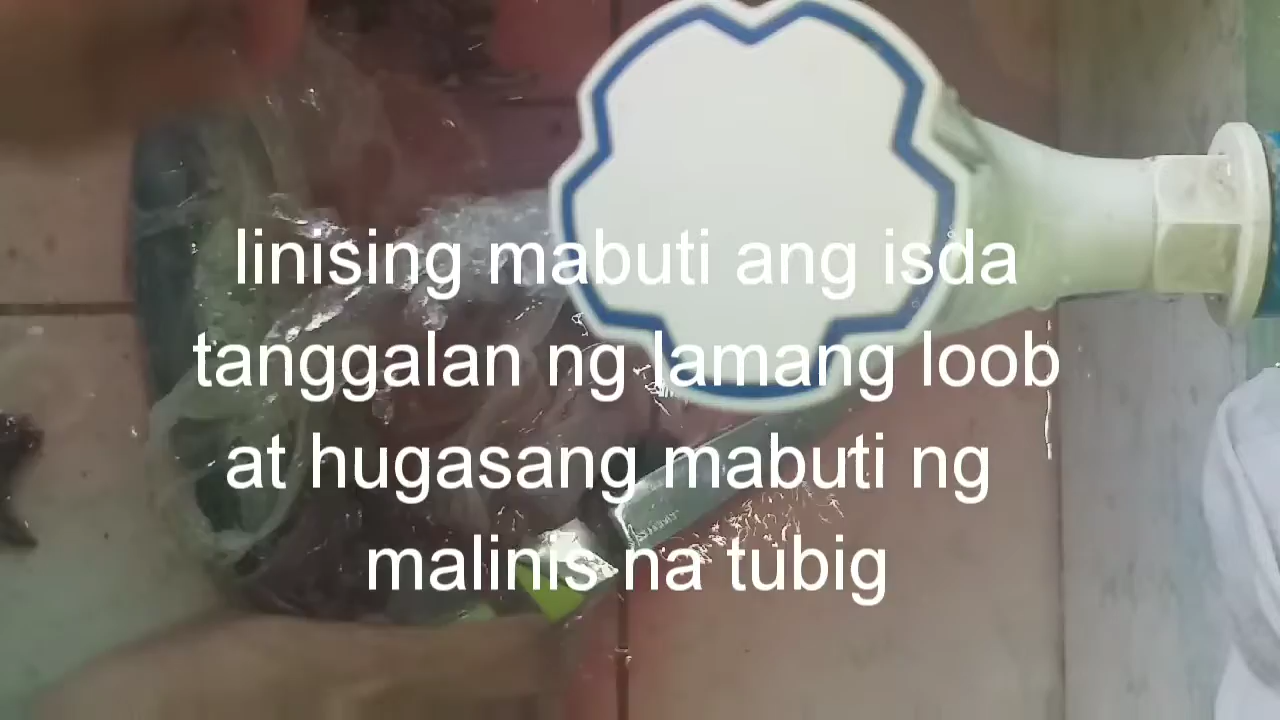 linising mabuti ang isda
tanggalan ng lamang loob
at hugasang mabuti ng
malinis na tubig